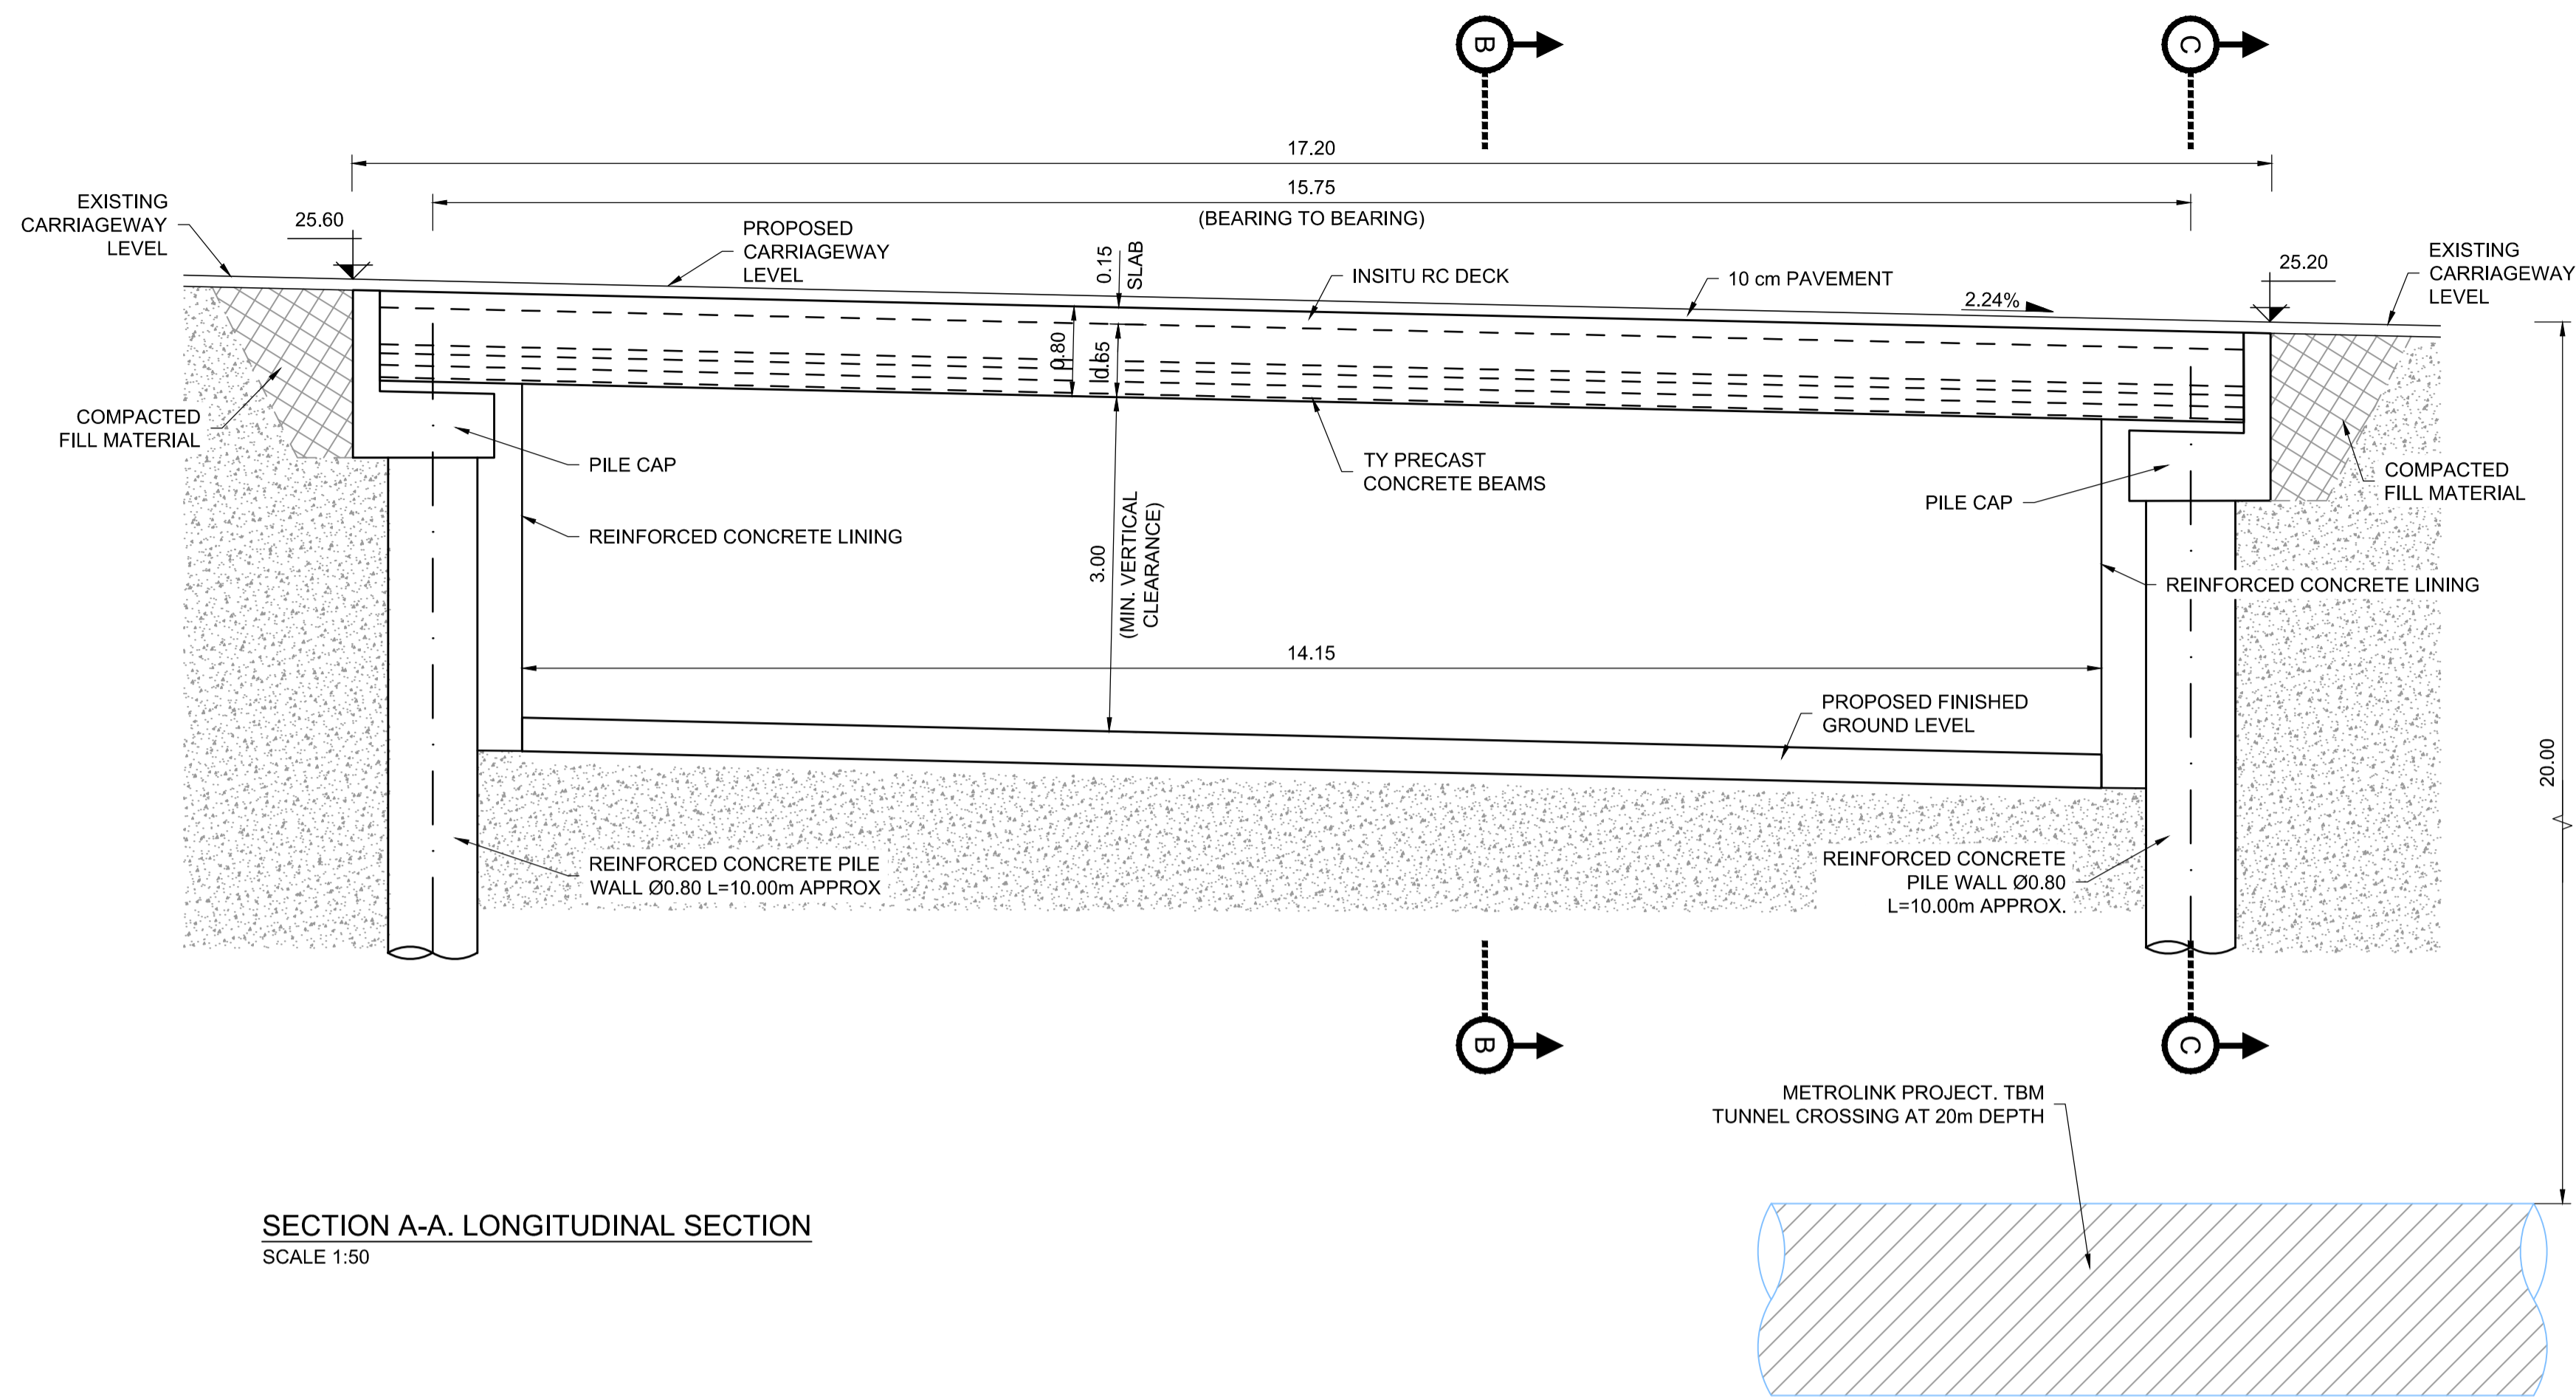 B
C
17.20
15.75
(BEARING TO BEARING)
EXISTING
CARRIAGEWAY
LEVEL
25.60
PROPOSED
CARRIAGEWAY
LEVEL
0.15
SLAB
INSITU RC DECK
10 cm PAVEMENT
2.24%
25.20
EXISTING
CARRIAGEWAY
LEVEL
0.80
0.65
COMPACTED
FILL MATERIAL
PILE CAP
TY PRECAST
CONCRETE BEAMS
PILE CAP
COMPACTED
FILL MATERIAL
REINFORCED CONCRETE LINING
3.00
(MIN. VERTICAL
CLEARANCE)
REINFORCED CONCRETE LINING
14.15
PROPOSED FINISHED
GROUND LEVEL
20.00
REINFORCED CONCRETE PILE
WALL Ø0.80 L=10.00m APPROX
REINFORCED CONCRETE
PILE WALL Ø0.80
L=10.00m APPROX.
B
C
METROLINK PROJECT. TBM
TUNNEL CROSSING AT 20m DEPTH
SECTION A-A. LONGITUDINAL SECTION
SCALE 1:50